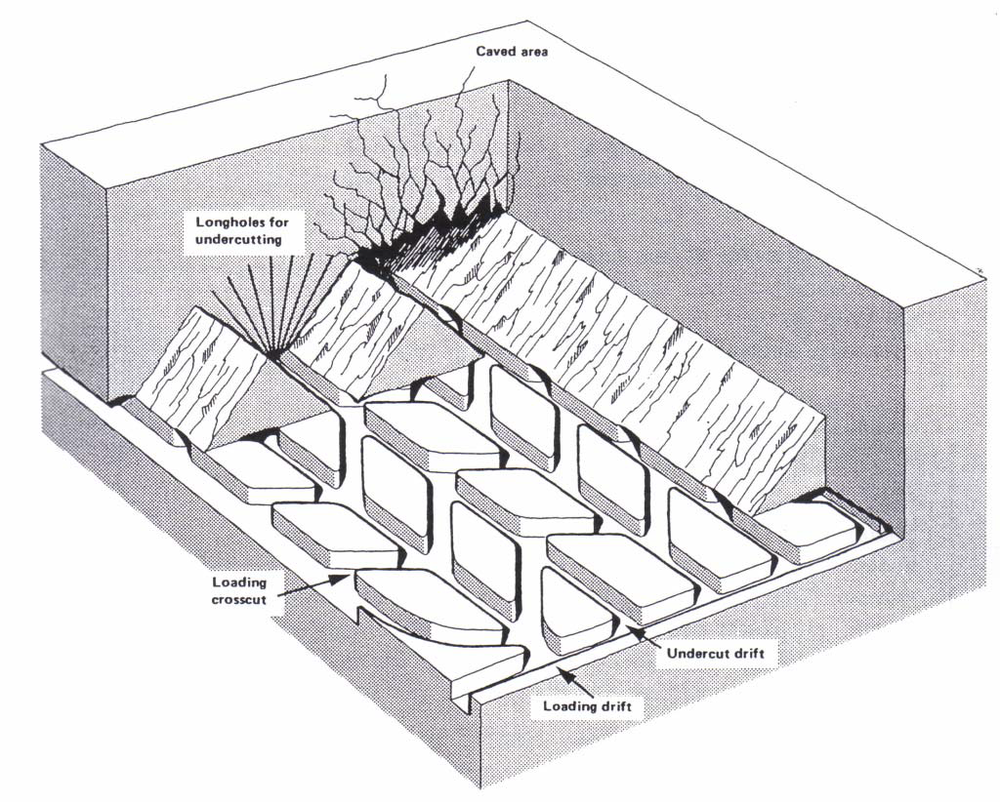 Caved area
Longholes for
undercutting
Loading
crosscut
Undercut drift
Loading drift